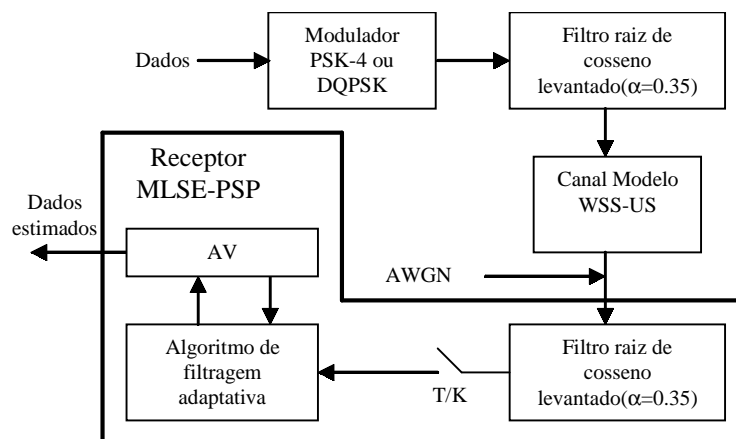 Dados
Modulador
PSK-4 ou
DQPSK
Filtro raiz de
cosseno
levantado(α=0.35)
Receptor
MLSE-PSP
Canal Modelo
WSS-US
Dados
estimados
AV
AWGN
Algoritmo de
filtragem
adaptativa
T/K
Filtro raiz de
cosseno
levantado(α=0.35)